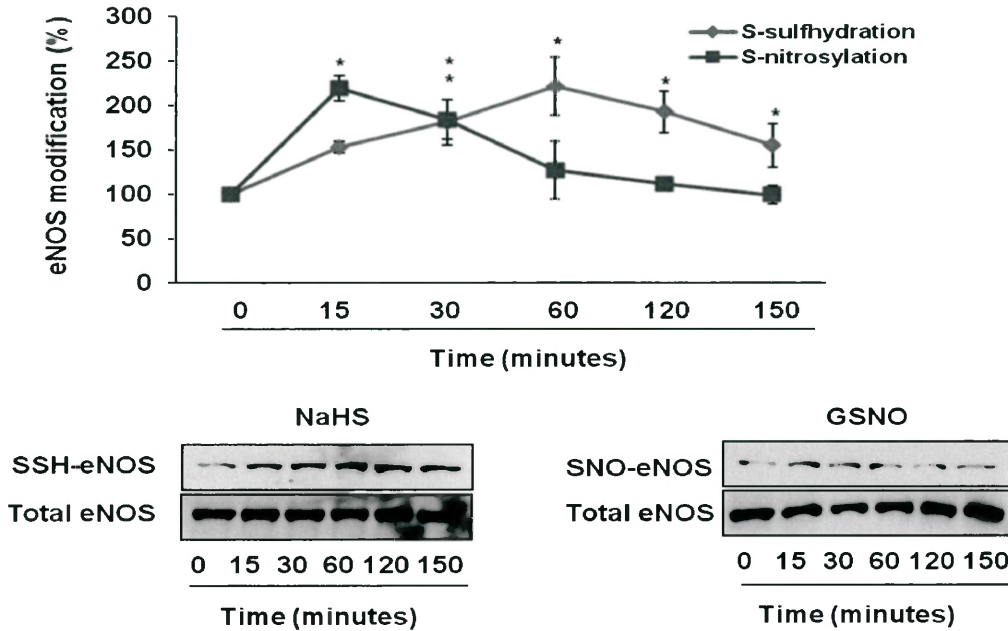 300
250
200
150
100
50
0
eNOS modification (%)
S-sulfhydration
S-nitrosylation
*
*
*
*
*
*
0 15 30 60 120 150
Time (minutes)
NaHS
SSH-eNOS
Total eNOS
0 15 30 60 120 150
Time (minutes)
GSNO
SNO-eNOS
Total eNOS
0 15 30 60 120 150
Time (minutes)